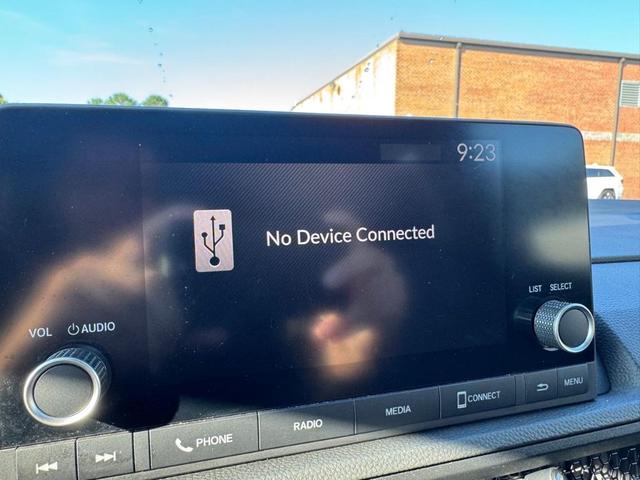 9:23
No Device Connected
LIST SELECT
VOL AUDIO
PHONE RADIO MEDIA CONNECT MENU